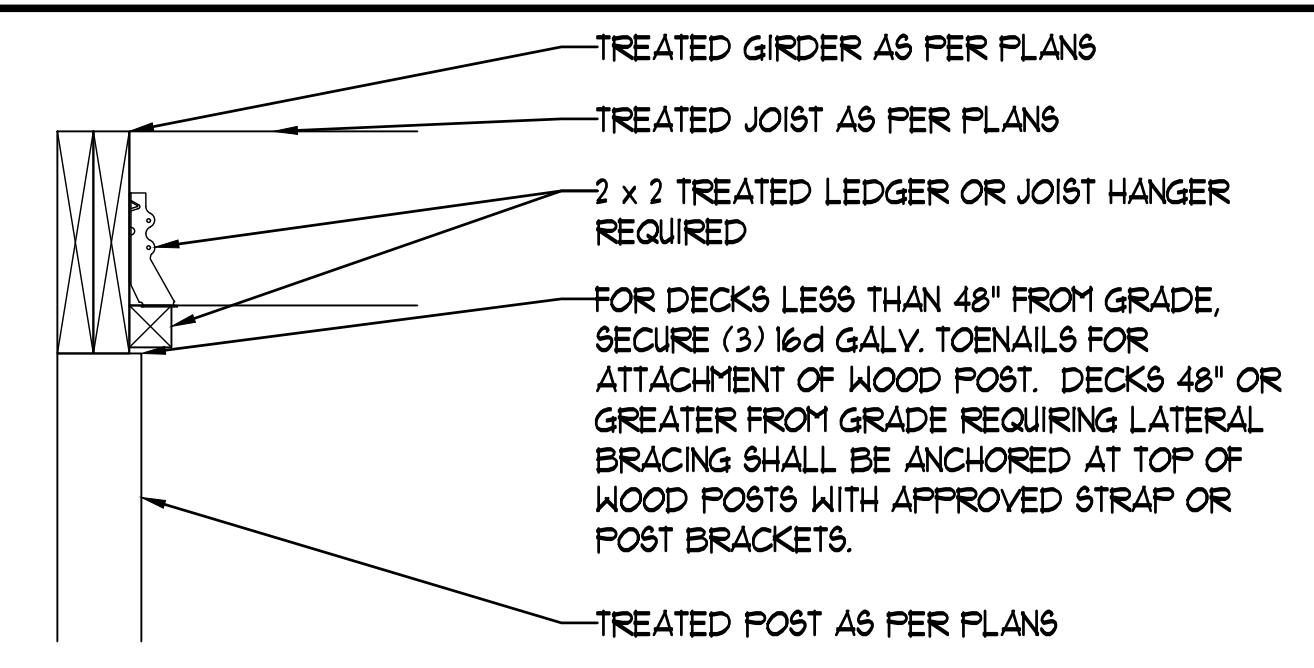 TREATED GIRDER AS PER PLANS
TREATED JOIST AS PER PLANS
2 x 2 TREATED LEDGER OR JOIST HANGER
REQUIRED
FOR DECKS LESS THAN 48" FROM GRADE,
SECURE (3) 16d GALV. TOENAILS FOR
ATTACHMENT OF WOOD POST. DECKS 48" OR
GREATER FROM GRADE REQUIRING LATERAL
BRACING SHALL BE ANCHORED AT TOP OF
WOOD POSTS WITH APPROVED STRAP OR
POST BRACKETS.
TREATED POST AS PER PLANS